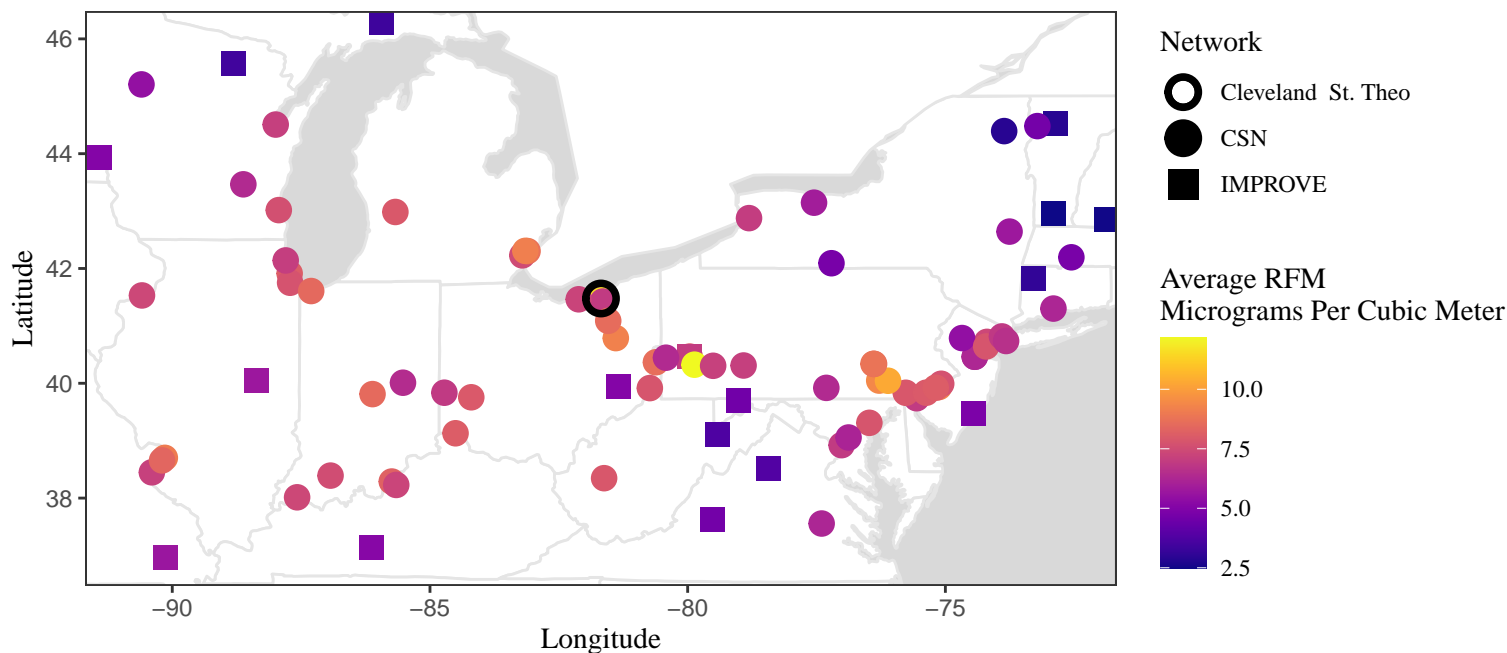 46
44
42
40
38
−90
−85
−80
−75
Latitude
Longitude
Network
Cleveland St. Theo
CSN
IMPROVE
Average RFM
Micrograms Per Cubic Meter
10.0
7.5
5.0
2.5